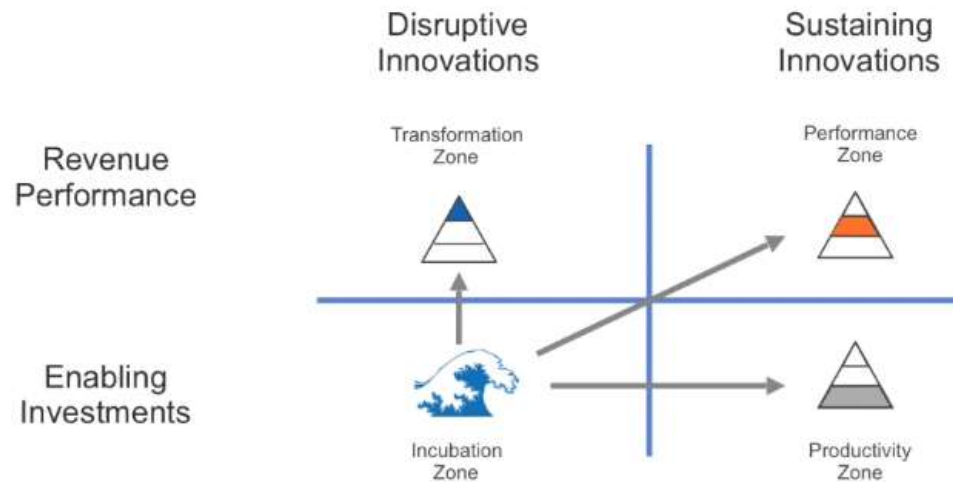 Disruptive
Innovations
Sustaining
Innovations
Revenue
Performance
Transformation
Zone
Performance
Zone
Enabling
Investments
Incubation
Zone
Productivity
Zone